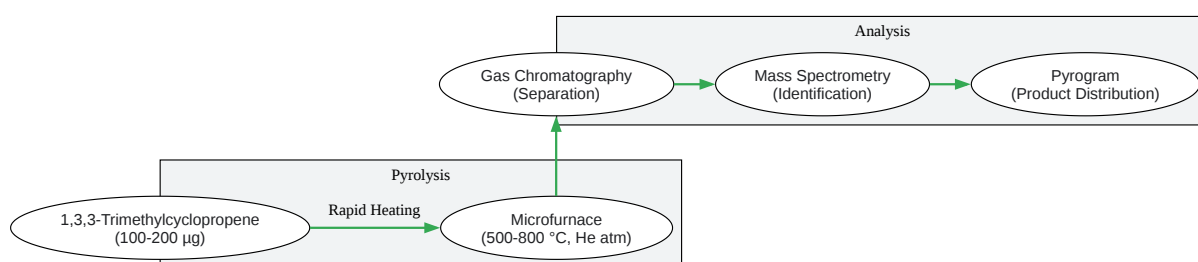 Analysis
Gas Chromatography
(Separation)
Mass Spectrometry
(Identification)
Pyrogram
(Product Distribution)
Pyrolysis
1,3,3-Trimethylcyclopropene
(100-200 µg)
Rapid Heating
Microfurnace
(500-800 °C, He atm)